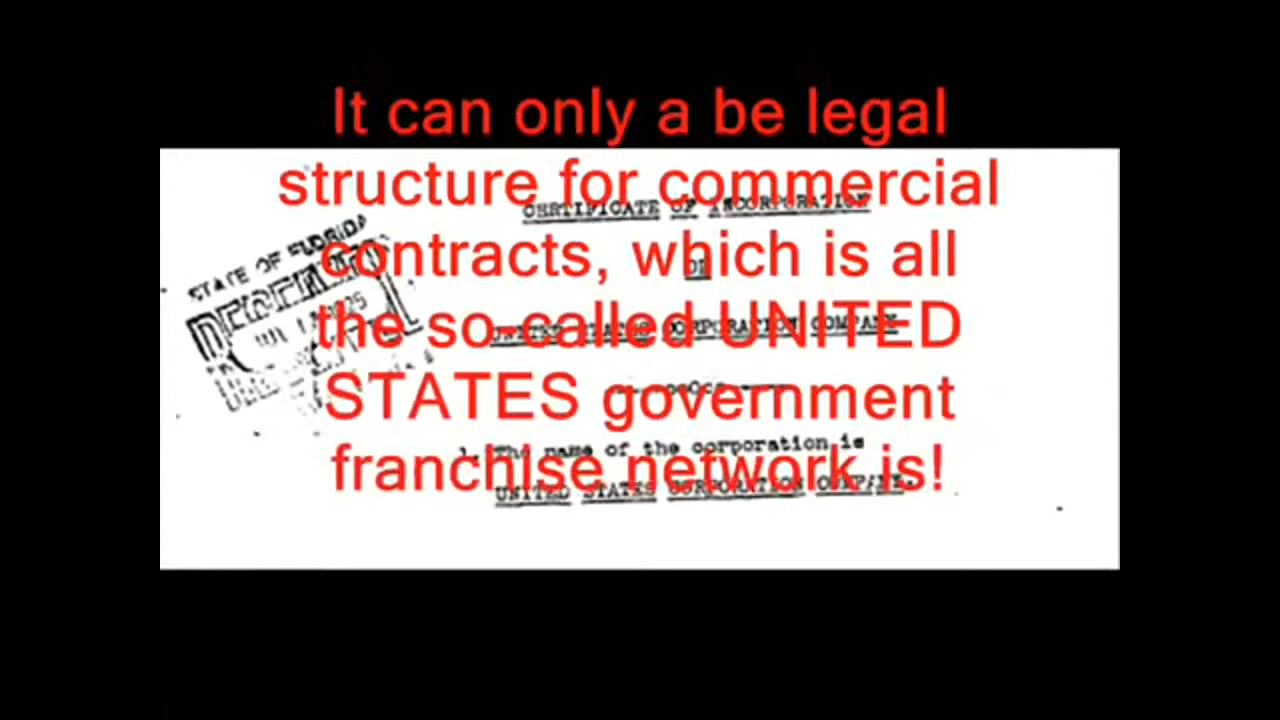 It can only a be legal
structure for commercial
CERTIFICATE OF INCORPORATION
STATE OF FLORIDA
contracts, which is all
OF
the so-called UNITED
UNITED STATES CORPORATION COMPANY
STATES government
1. The name of the corporation is
franchise network is!
UNITED STATES CORPORATION COMPANY.